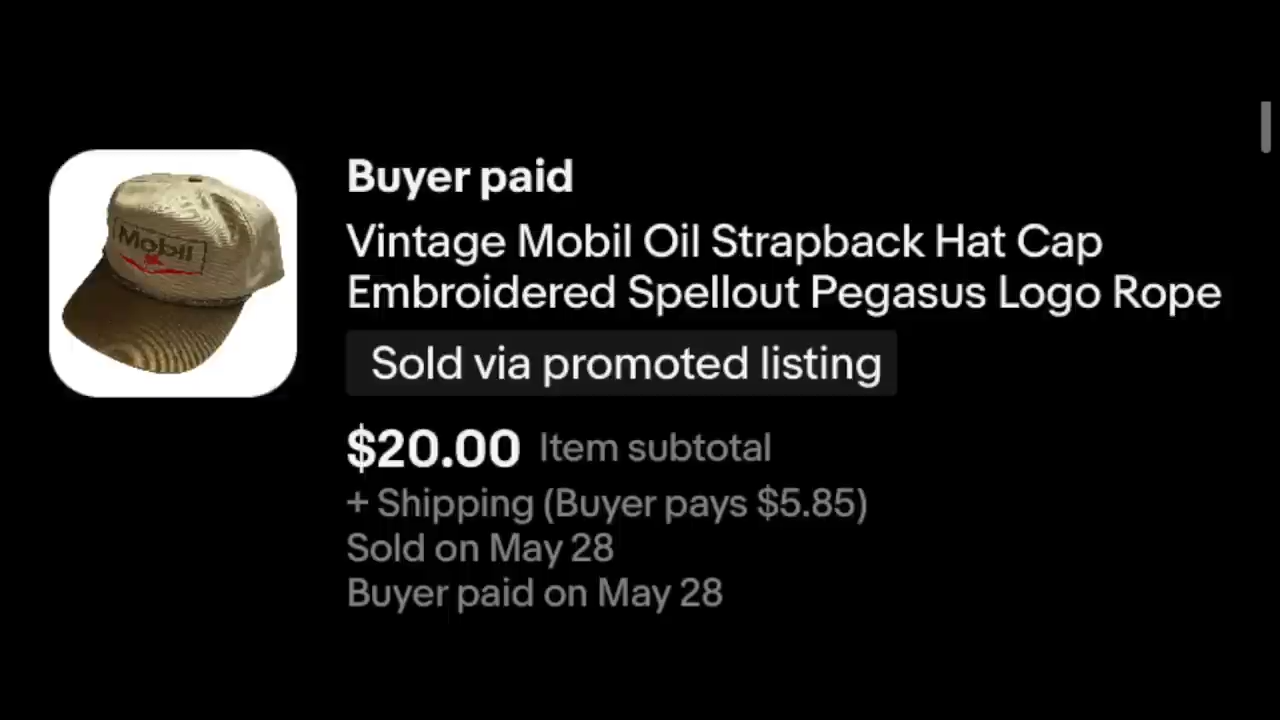 Mobil
Buyer paid
Vintage Mobil Oil Strapback Hat Cap
Embroidered Spellout Pegasus Logo Rope
Sold via promoted listing
$20.00 Item subtotal
+ Shipping (Buyer pays $5.85)
Sold on May 28
Buyer paid on May 28